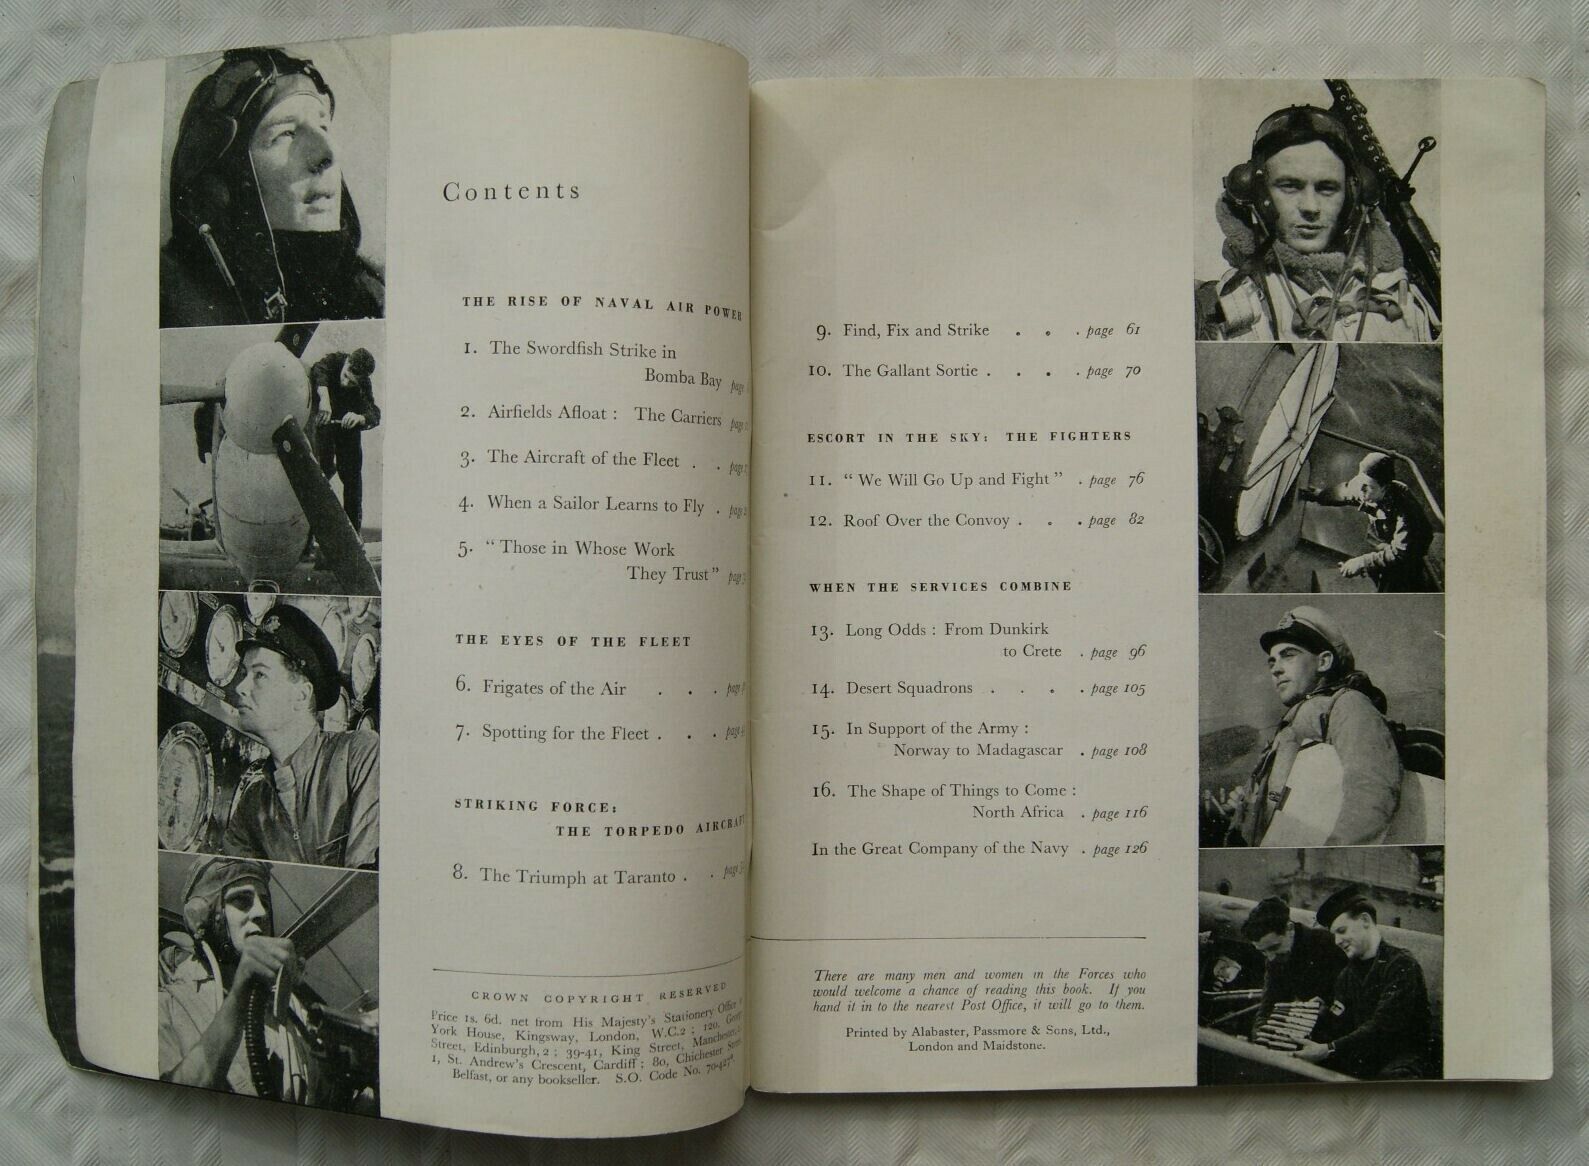 Contents
THE RISE OF NAVAL AIR POWER
1. The Swordfish Strike in
Bomba Bay page
2. Airfields Afloat : The Carriers page
3. The Aircraft of the Fleet . . page
4. When a Sailor Learns to Fly . page
5. “Those in Whose Work
They Trust” page
THE EYES OF THE FLEET
6. Frigates of the Air . . . page
7. Spotting for the Fleet . . . page
STRIKING FORCE:
THE TORPEDO AIRCRAFT
8. The Triumph at Taranto . . page
CROWN COPYRIGHT RESERVED
Price 1s. 6d. net from His Majesty's Stationery Office
York House, Kingsway, London, W.C.2 ; 120,
Street, Edinburgh, 2 ; 39-41, King Street, Manchester,
1, St. Andrew's Crescent, Cardiff ; 80, Chichester Street
Belfast, or any bookseller. S.O. Code No. 70-427*
9. Find, Fix and Strike . . . page 61
10. The Gallant Sortie . . . . page 70
ESCORT IN THE SKY: THE FIGHTERS
11. “ We Will Go Up and Fight ” . page 76
12. Roof Over the Convoy . . . page 82
WHEN THE SERVICES COMBINE
13. Long Odds : From Dunkirk
to Crete . page 96
14. Desert Squadrons . . . . page 105
15. In Support of the Army :
Norway to Madagascar . page 108
16. The Shape of Things to Come :
North Africa . page 116
In the Great Company of the Navy . page 126
There are many men and women in the Forces who
would welcome a chance of reading this book. If you
hand it in to the nearest Post Office, it will go to them.
Printed by Alabaster, Passmore & Sons, Ltd.,
London and Maidstone.